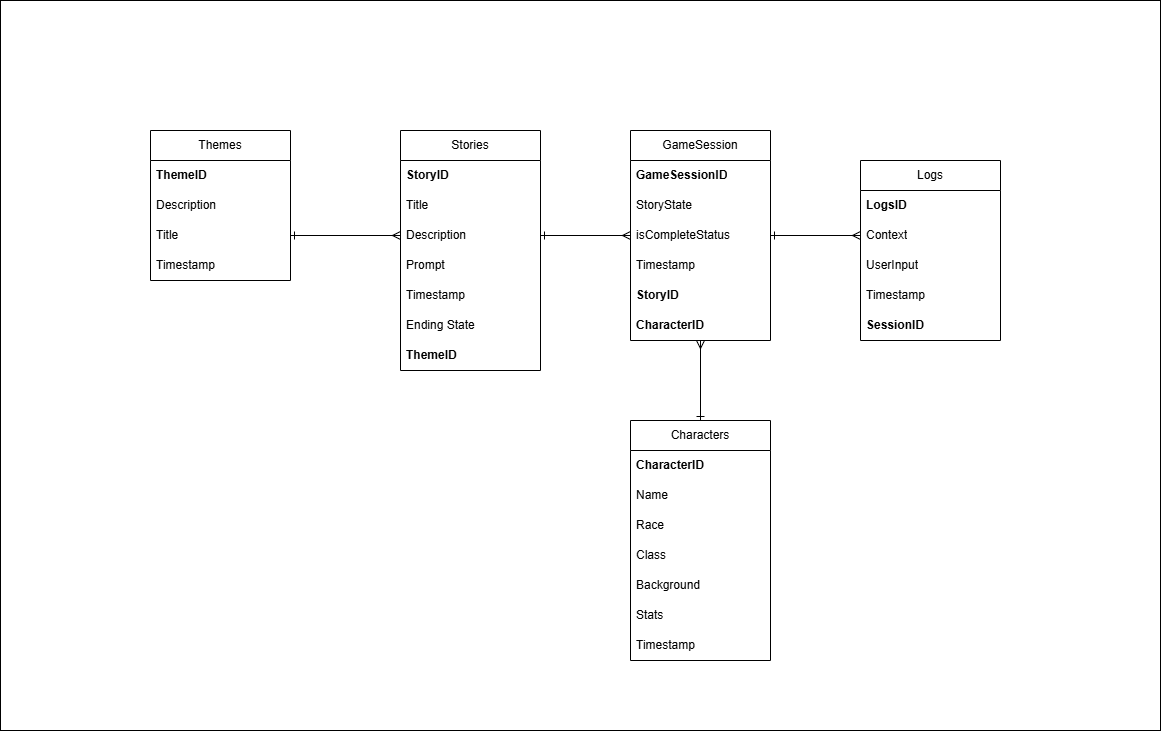 Themes
ThemeID
Description
Title
Timestamp
Stories
StoryID
Title
Description
Prompt
Timestamp
Ending State
ThemeID
GameSession
GameSessionID
StoryState
isCompleteStatus
Timestamp
StoryID
CharacterID
Logs
LogsID
Context
UserInput
Timestamp
SessionID
Characters
CharacterID
Name
Race
Class
Background
Stats
Timestamp